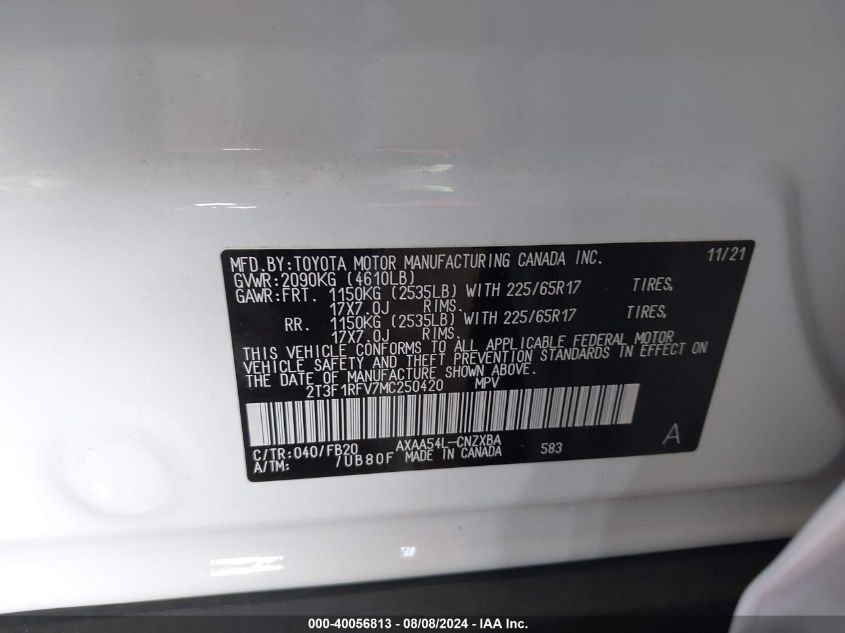 MFD.BY:TOYOTA MOTOR MANUFACTURING CANADA INC. 11/21
GVWR:2090KG (4610LB)
GAWR:FRT. 1150KG (2535LB) WITH 225/65R17 TIRES,
17X7.0J RIMS.
RR. 1150KG (2535LB) WITH 225/65R17 TIRES,
17X7.0J RIMS.
THIS VEHICLE CONFORMS TO ALL APPLICABLE FEDERAL MOTOR
VEHICLE SAFETY AND THEFT PREVENTION STANDARDS IN EFFECT ON
THE DATE OF MANUFACTURE SHOWN ABOVE.
2T3F1RFV7MC250420 MPV
C/TR:040/FB20 AXAA54L-CNZXBA 583 A
A/TM: /UB80F MADE IN CANADA
000-40056813 - 08/08/2024 - IAA Inc.